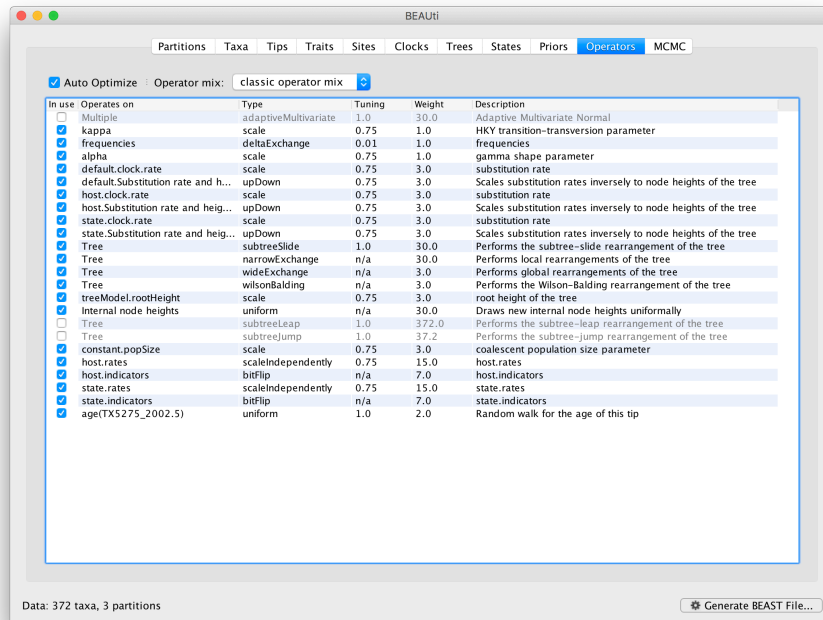 BEAUti
Partitions Taxa Tips Traits Sites Clocks Trees States Priors Operators MCMC
Auto Optimize Operator mix: classic operator mix
In use Operates on Type Tuning Weight Description
Multiple adaptiveMultivariate 1.0 30.0 Adaptive Multivariate Normal
kappa scale 0.75 1.0 HKY transition-transversion parameter
frequencies deltaExchange 0.01 1.0 frequencies
alpha scale 0.75 1.0 gamma shape parameter
default.clock.rate scale 0.75 3.0 substitution rate
default.Substitution rate and h... upDown 0.75 3.0 Scales substitution rates inversely to node heights of the tree
host.clock.rate scale 0.75 3.0 substitution rate
host.Substitution rate and heig... upDown 0.75 3.0 Scales substitution rates inversely to node heights of the tree
state.clock.rate scale 0.75 3.0 substitution rate
state.Substitution rate and heig... upDown 0.75 3.0 Scales substitution rates inversely to node heights of the tree
Tree subtreeSlide 1.0 30.0 Performs the subtree-slide rearrangement of the tree
Tree narrowExchange n/a 30.0 Performs local rearrangements of the tree
Tree wideExchange n/a 3.0 Performs global rearrangements of the tree
Tree wilsonBalding n/a 3.0 Performs the Wilson-Balding rearrangement of the tree
treeModel.rootHeight scale 0.75 3.0 root height of the tree
Internal node heights uniform n/a 30.0 Draws new internal node heights uniformally
Tree subtreeLeap 1.0 372.0 Performs the subtree-leap rearrangement of the tree
Tree subtreeJump 1.0 37.2 Performs the subtree-jump rearrangement of the tree
constant.popSize scale 0.75 3.0 coalescent population size parameter
host.rates scaleIndependently 0.75 15.0 host.rates
host.indicators bitFlip n/a 7.0 host.indicators
state.rates scaleIndependently 0.75 15.0 state.rates
state.indicators bitFlip n/a 7.0 state.indicators
age(TX5275_2002.5) uniform 1.0 2.0 Random walk for the age of this tip
Data: 372 taxa, 3 partitions
Generate BEAST File...